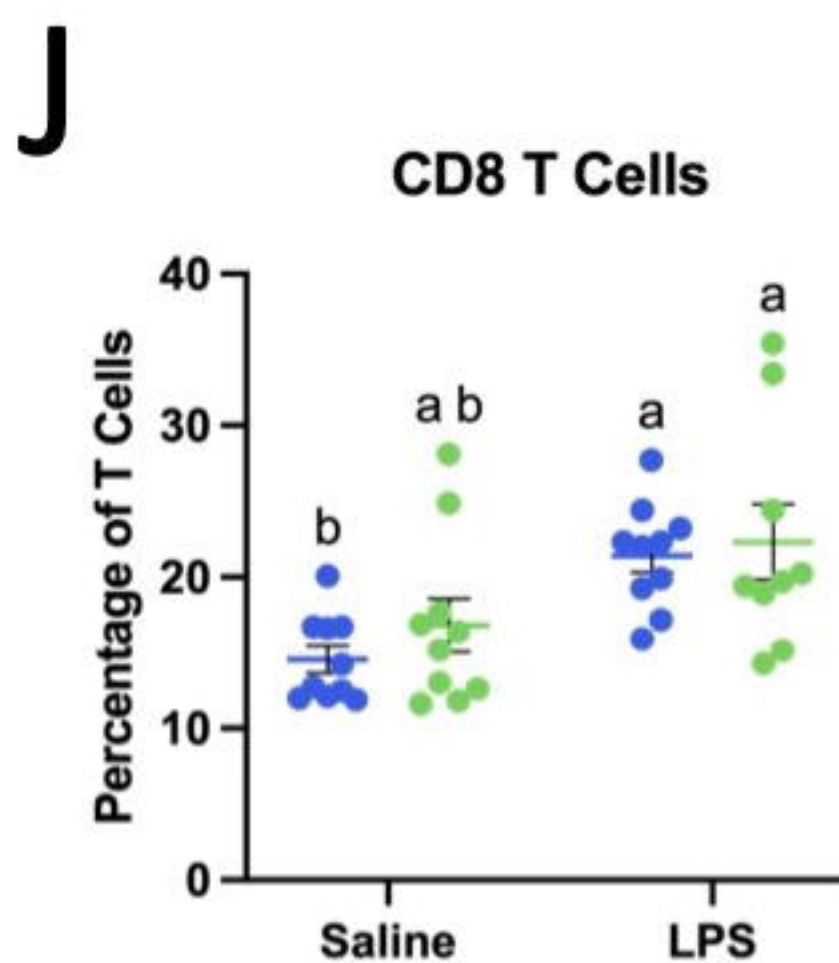 J
CD8 T Cells
Percentage of T Cells
40
30
20
10
0
b
a b
a
a
Saline
LPS